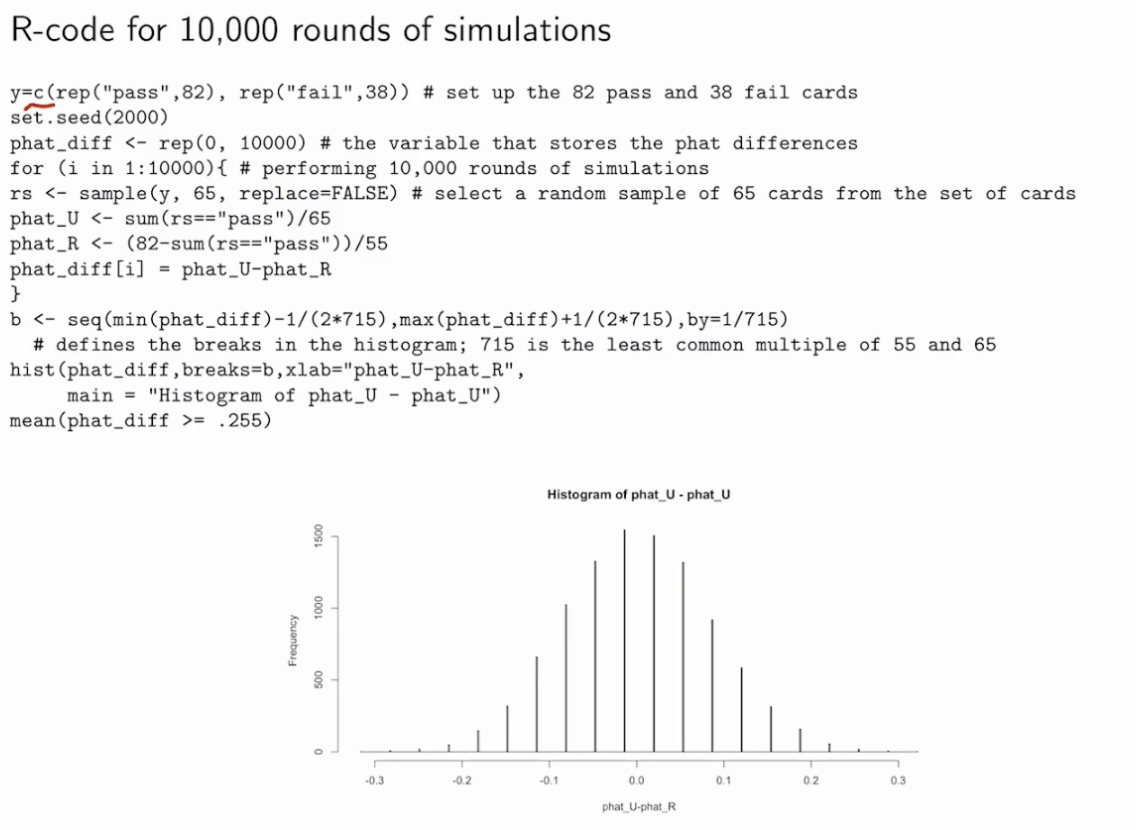 R-code for 10,000 rounds of simulations
y=c(rep("pass",82), rep("fail",38)) # set up the 82 pass and 38 fail cards
set.seed(2000)
phat_diff <- rep(0, 10000) # the variable that stores the phat differences
for (i in 1:10000){ # performing 10,000 rounds of simulations
rs <- sample(y, 65, replace=FALSE) # select a random sample of 65 cards from the set of cards
phat_U <- sum(rs=="pass")/65
phat_R <- (82-sum(rs=="pass"))/55
phat_diff[i] = phat_U-phat_R
}
b <- seq(min(phat_diff)-1/(2*715),max(phat_diff)+1/(2*715),by=1/715)
# defines the breaks in the histogram; 715 is the least common multiple of 55 and 65
hist(phat_diff,breaks=b,xlab="phat_U-phat_R",
main = "Histogram of phat_U - phat_U")
mean(phat_diff >= .255)
Histogram of phat_U - phat_U
1500
1000
500
0
Frequency
-0.3 -0.2 -0.1 0.0 0.1 0.2 0.3
phat_U-phat_R